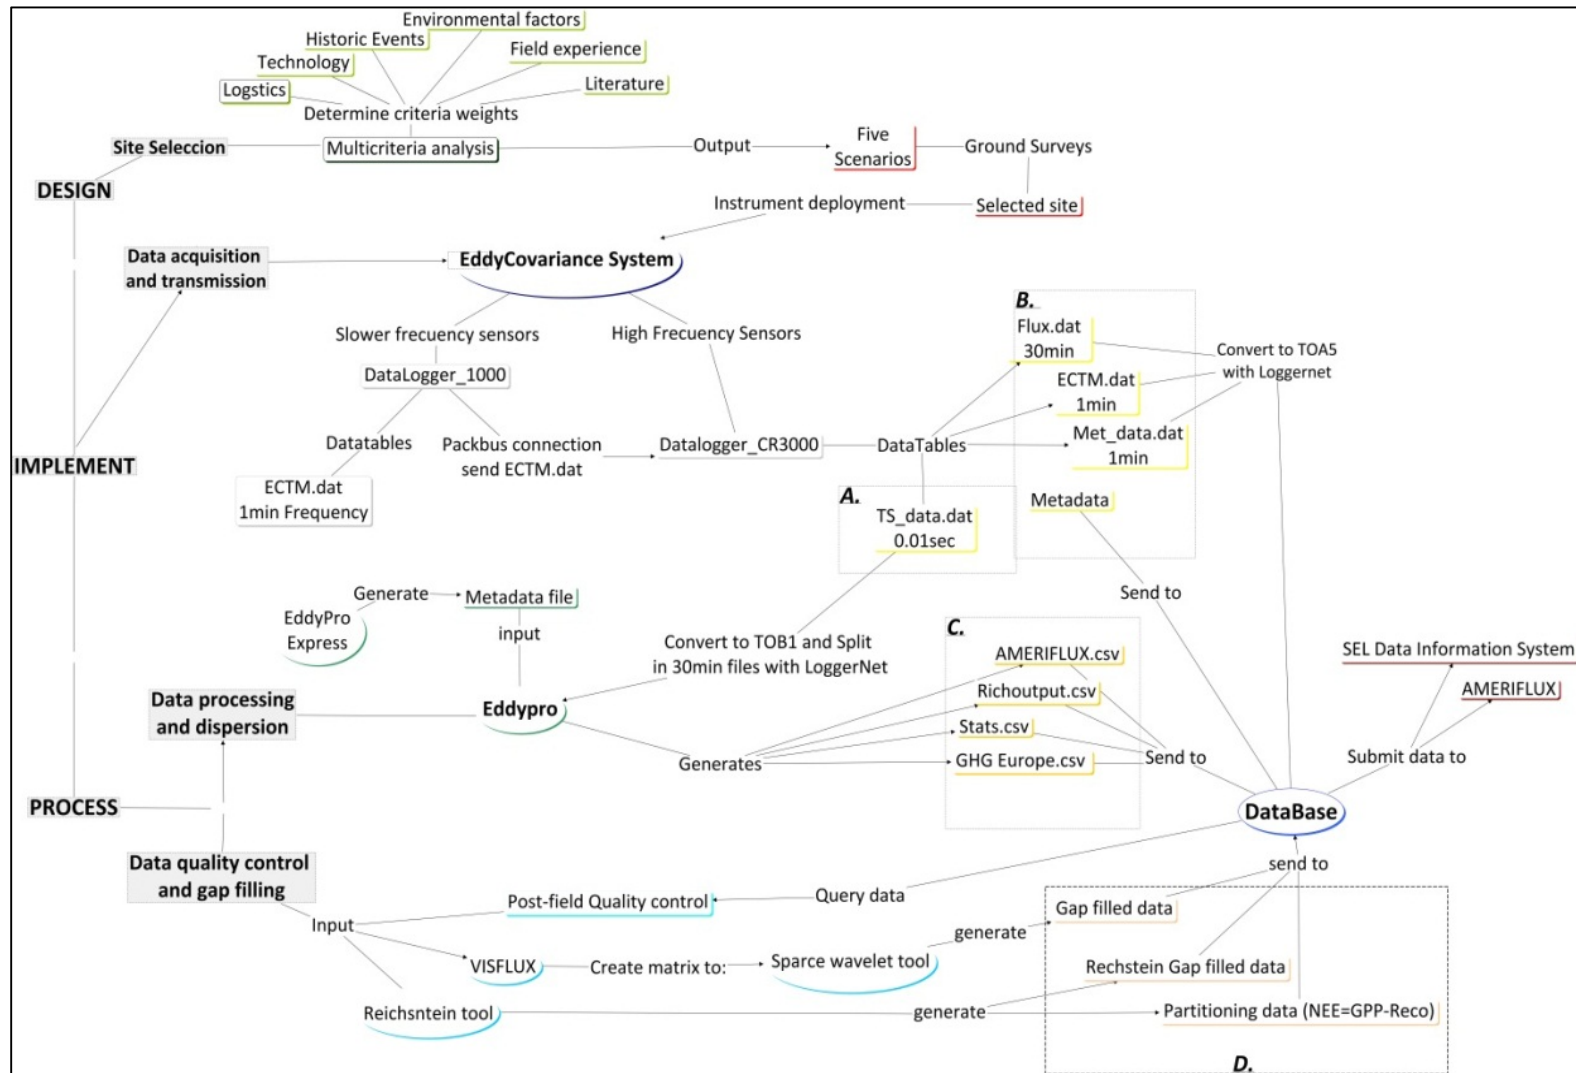 Environmental factors
Historic Events
Field experience
Technology
Logstics
Literature
Determine criteria weights
Site Seleccion
Multicriteria analysis
Output
Five
Scenarios
Ground Surveys
DESIGN
Instrument deployment
Selected site
Data acquisition
and transmission
EddyCovariance System
Slower frecuency sensors
High Frecuency Sensors
DataLogger_1000
Datatables
Packbus connection
send ECTM.dat
Datalogger_CR3000
DataTables
ECTM.dat
1min Frequency
IMPLEMENT
B.
Flux.dat
30min
ECTM.dat
1min
Met_data.dat
1min
Metadata
Convert to TOA5
with Loggernet
A.
TS_data.dat
0.01sec
Send to
EddyPro
Express
Generate
Metadata file
input
Convert to TOB1 and Split
in 30min files with LoggerNet
C.
AMERIFLUX.csv
Richoutput.csv
Stats.csv
GHG Europe.csv
Send to
SEL Data Information System
AMERIFLUX
Submit data to
Data processing
and dispersion
Eddypro
Generates
PROCESS
DataBase
Data quality control
and gap filling
send to
Input
Post-field Quality control
Query data
Gap filled data
generate
VISFLUX
Create matrix to:
Sparce wavelet tool
Rechstein Gap filled data
Reichsntein tool
generate
Partitioning data (NEE=GPP-Reco)
D.